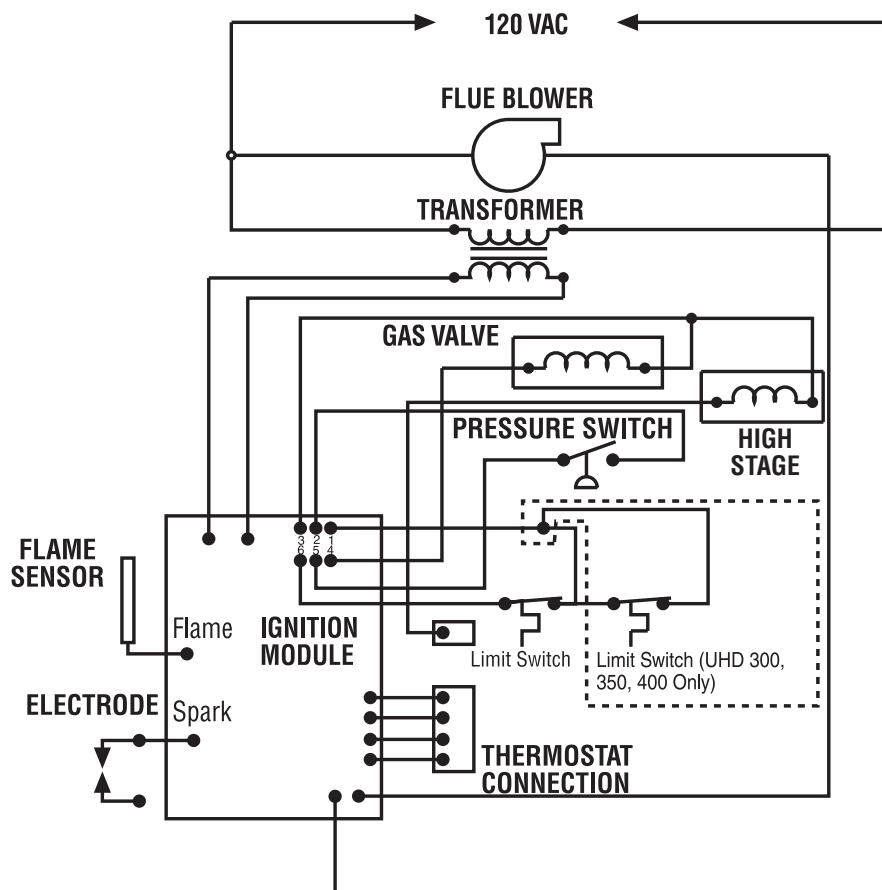 120 VAC
FLUE BLOWER
TRANSFORMER
GAS VALVE
PRESSURE SWITCH
HIGH
STAGE
3 2 1
6 5 4
FLAME
SENSOR
Flame
IGNITION
MODULE
Limit Switch
Limit Switch (UHD 300,
350, 400 Only)
ELECTRODE
Spark
THERMOSTAT
CONNECTION